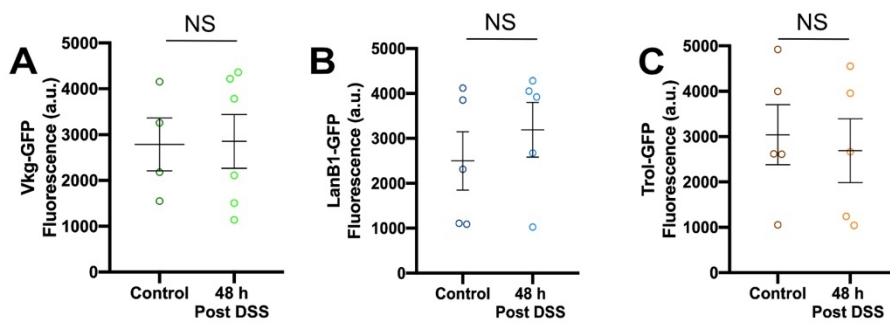 A
NS
Vkg-GFP
Fluorescence (a.u.)
5000
4000
3000
2000
1000
0
Control
48 h
Post DSS
B
NS
LanB1-GFP
Fluorescence (a.u.)
5000
4000
3000
2000
1000
0
Control
48 h
Post DSS
C
NS
Trol-GFP
Fluorescence (a.u.)
5000
4000
3000
2000
1000
0
Control
48 h
Post DSS